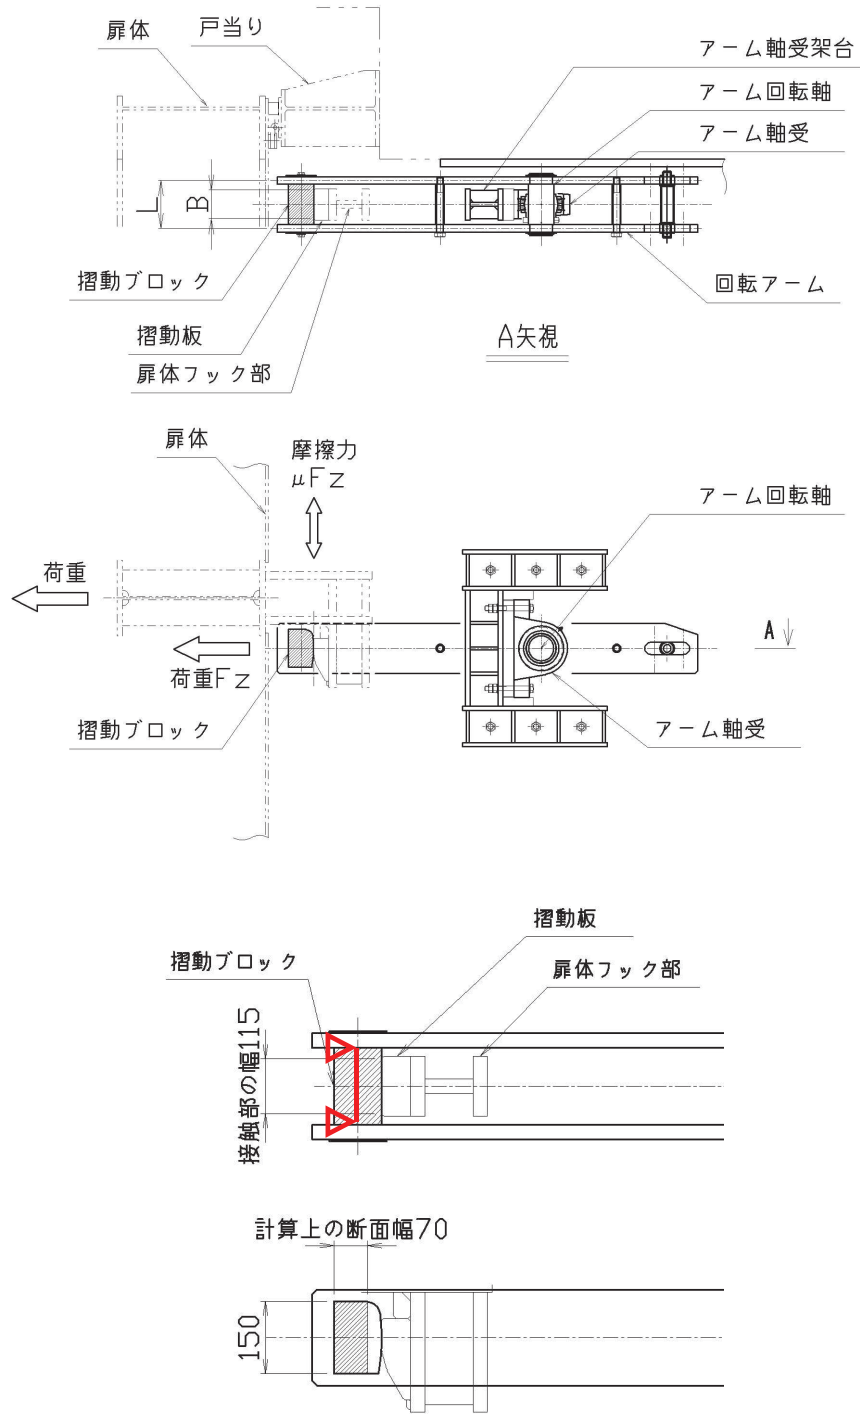 扉体
戸当り
アーム軸受架台
アーム回転軸
アーム軸受
L
B
摺動ブロック
回転アーム
摺動板
A矢視
扉体フック部
扉体
摩擦力
μFz
アーム回転軸
荷重
A
荷重Fz
摺動ブロック
アーム軸受
摺動板
摺動ブロック
扉体フック部
接触部の幅115
計算上の断面幅70
150